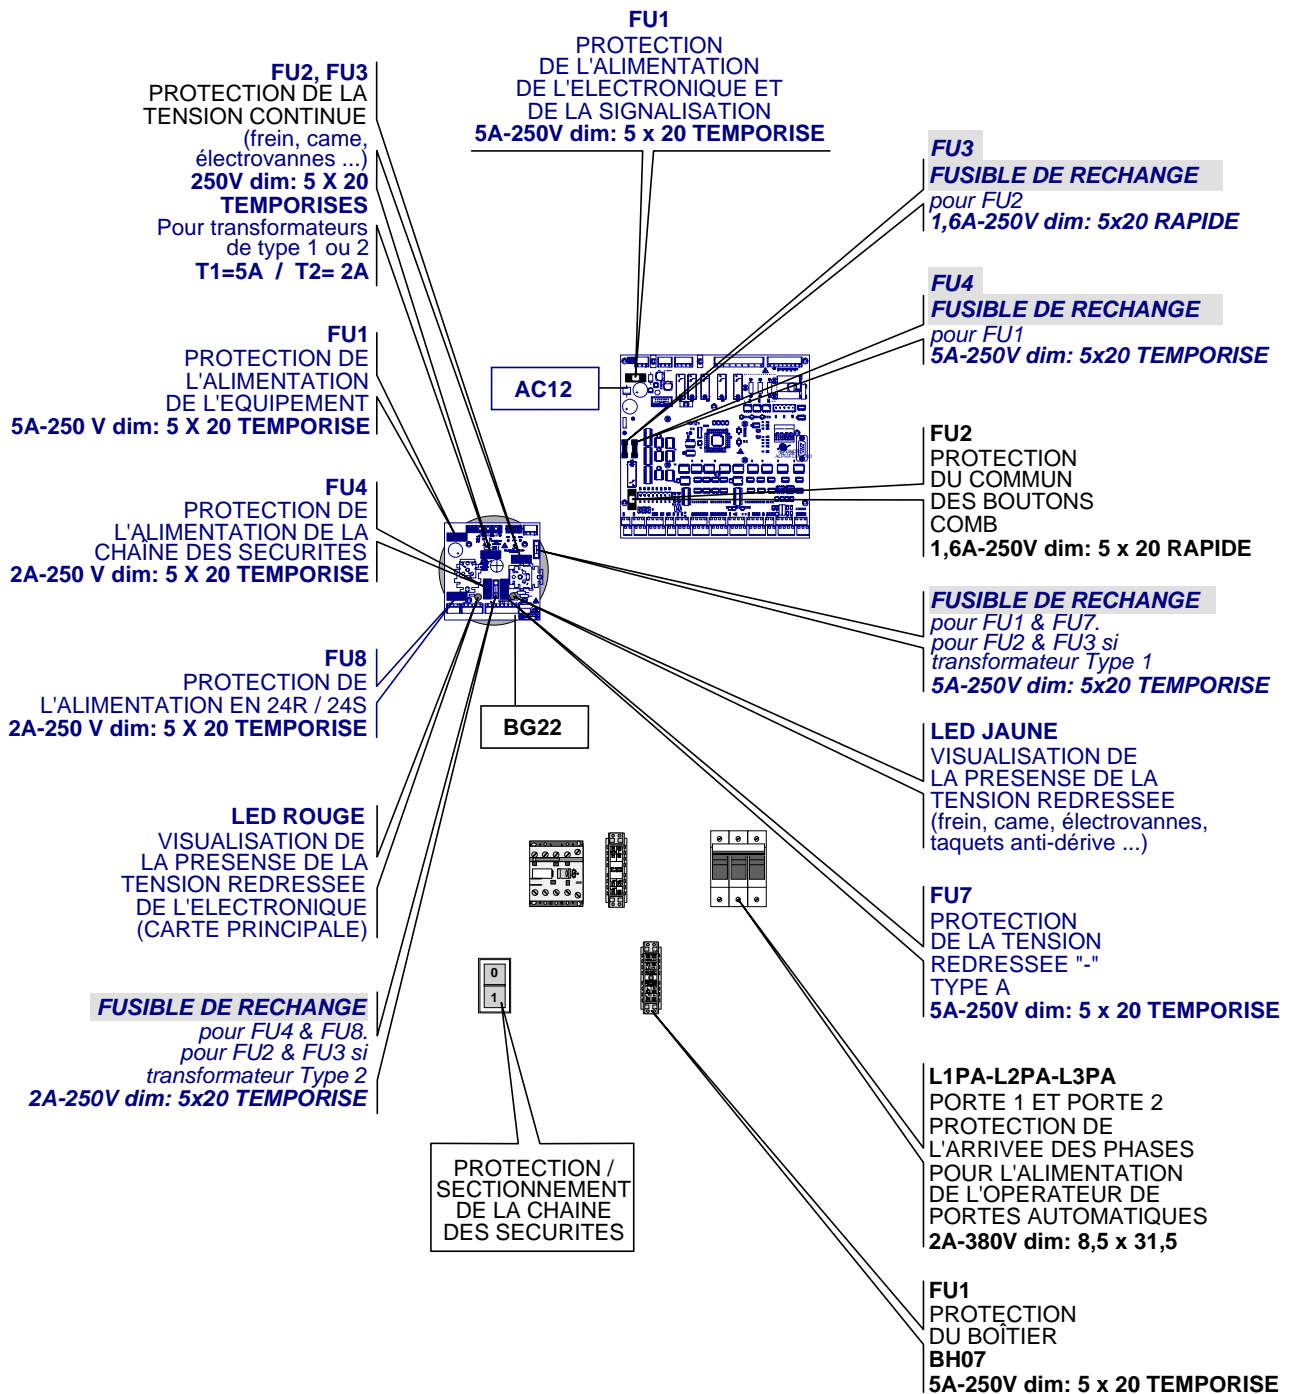 FU1
PROTECTION
DE L'ALIMENTATION
DE L'ELECTRONIQUE ET
DE LA SIGNALISATION
5A-250V dim: 5 x 20 TEMPORISE
FU2, FU3
PROTECTION DE LA
TENSION CONTINUE
(frein, came,
électrovannes ...)
250V dim: 5 X 20
TEMPORISES
Pour transformateurs
de type 1 ou 2
T1=5A / T2= 2A
FU1
PROTECTION DE
L'ALIMENTATION
DE L'EQUIPEMENT
5A-250 V dim: 5 X 20 TEMPORISE
FU4
PROTECTION DE
L'ALIMENTATION DE LA
CHAÎNE DES SECURITES
2A-250 V dim: 5 X 20 TEMPORISE
FU8
PROTECTION DE
L'ALIMENTATION EN 24R / 24S
2A-250 V dim: 5 X 20 TEMPORISE
LED ROUGE
VISUALISATION DE
LA PRESENSE DE LA
TENSION REDRESSEE
DE L'ELECTRONIQUE
(CARTE PRINCIPALE)
FUSIBLE DE RECHANGE
pour FU4 & FU8.
pour FU2 & FU3 si
transformateur Type 2
2A-250V dim: 5x20 TEMPORISE
AC12
BG22
0
1
PROTECTION /
SECTIONNEMENT
DE LA CHAINE
DES SECURITES
FU3
FUSIBLE DE RECHANGE
pour FU2
1,6A-250V dim: 5x20 RAPIDE
FU4
FUSIBLE DE RECHANGE
pour FU1
5A-250V dim: 5x20 TEMPORISE
FU2
PROTECTION
DU COMMUN
DES BOUTONS
COMB
1,6A-250V dim: 5 x 20 RAPIDE
FUSIBLE DE RECHANGE
pour FU1 & FU7.
pour FU2 & FU3 si
transformateur Type 1
5A-250V dim: 5x20 TEMPORISE
LED JAUNE
VISUALISATION DE
LA PRESENSE DE LA
TENSION REDRESSEE
(frein, came, électrovannes,
taquets anti-dérive ...)
FU7
PROTECTION
DE LA TENSION
REDRESSEE "-"
TYPE A
5A-250V dim: 5 x 20 TEMPORISE
L1PA-L2PA-L3PA
PORTE 1 ET PORTE 2
PROTECTION DE
L'ARRIVEE DES PHASES
POUR L'ALIMENTATION
DE L'OPERATEUR DE
PORTES AUTOMATIQUES
2A-380V dim: 8,5 x 31,5
FU1
PROTECTION
DU BOÎTIER
BH07
5A-250V dim: 5 x 20 TEMPORISE